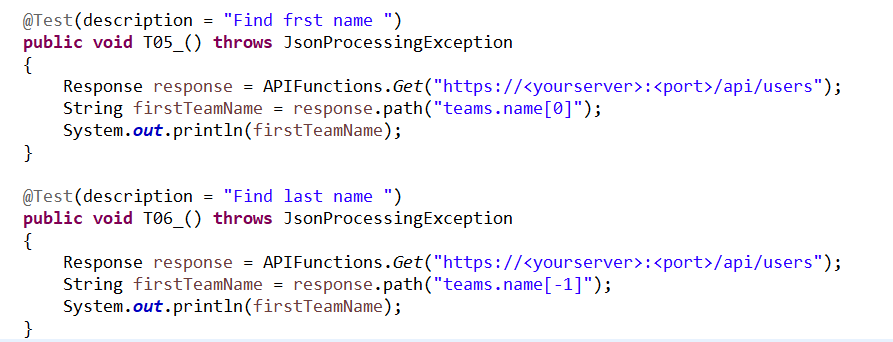 @Test(description = "Find frst name ")
public void T05_() throws JsonProcessingException
{
    Response response = APIFunctions.Get("https://<yourserver>:<port>/api/users");
    String firstTeamName = response.path("teams.name[0]");
    System.out.println(firstTeamName);
}
@Test(description = "Find last name ")
public void T06_() throws JsonProcessingException
{
    Response response = APIFunctions.Get("https://<yourserver>:<port>/api/users");
    String firstTeamName = response.path("teams.name[-1]");
    System.out.println(firstTeamName);
}